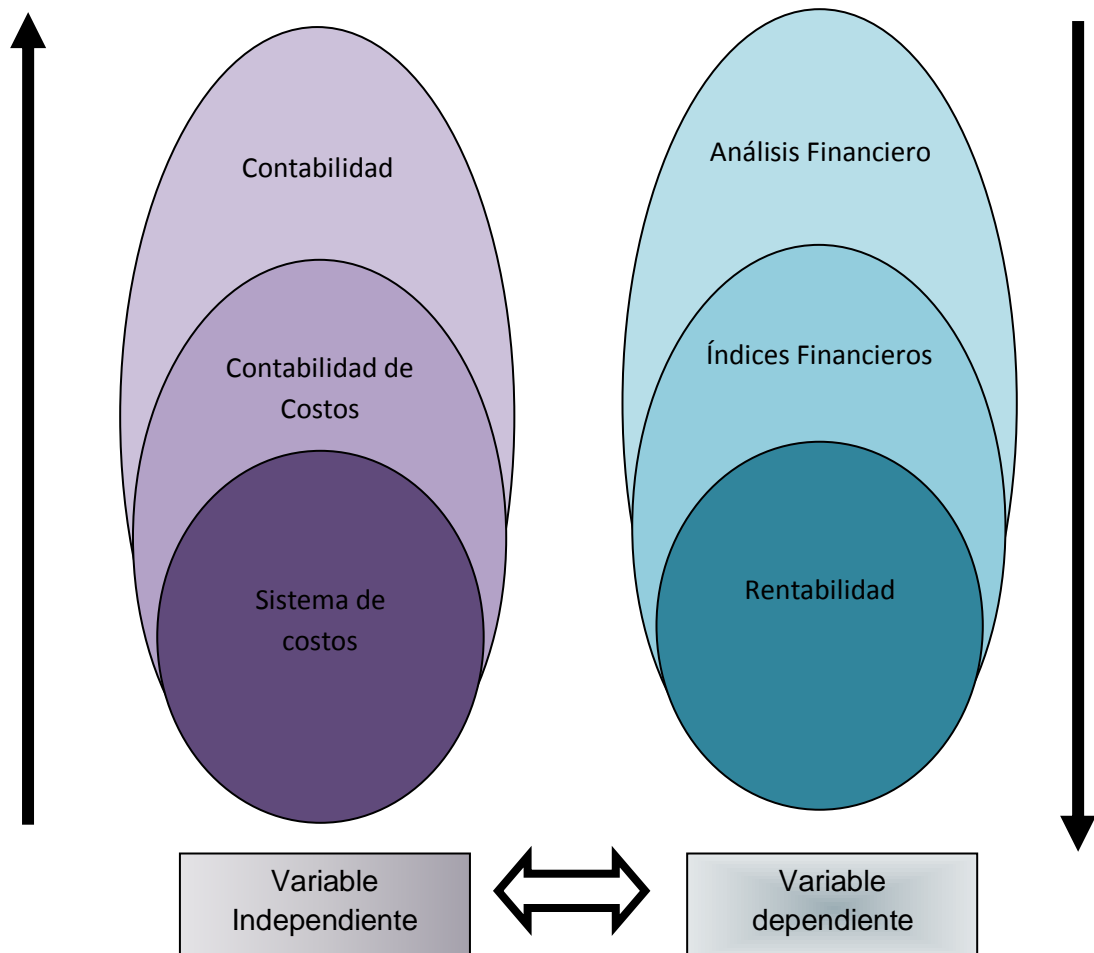 Contabilidad
Contabilidad de
Costos
Sistema de
costos
Análisis Financiero
Índices Financieros
Rentabilidad
Variable
Independiente
Variable
dependiente